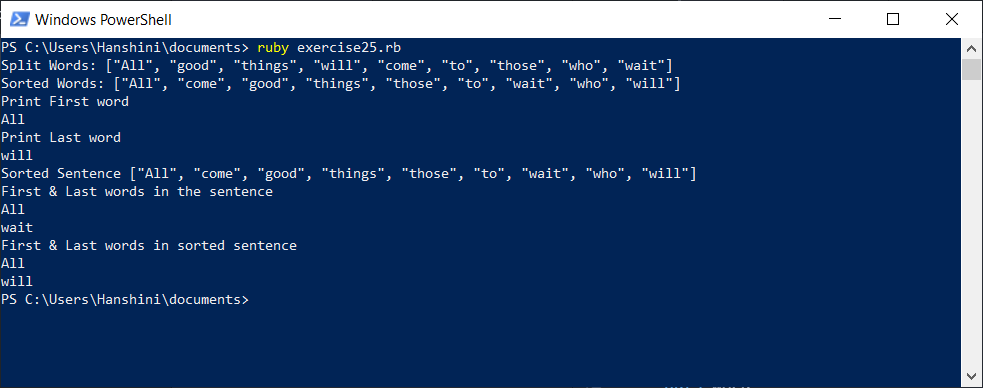 Windows PowerShell
PS C:\Users\Hanshini\documents> ruby exercise25.rb
Split Words: ["All", "good", "things", "will", "come", "to", "those", "who", "wait"]
Sorted Words: ["All", "come", "good", "things", "those", "to", "wait", "who", "will"]
Print First word
All
Print Last word
will
Sorted Sentence ["All", "come", "good", "things", "those", "to", "wait", "who", "will"]
First & Last words in the sentence
All
wait
First & Last words in sorted sentence
All
will
PS C:\Users\Hanshini\documents>